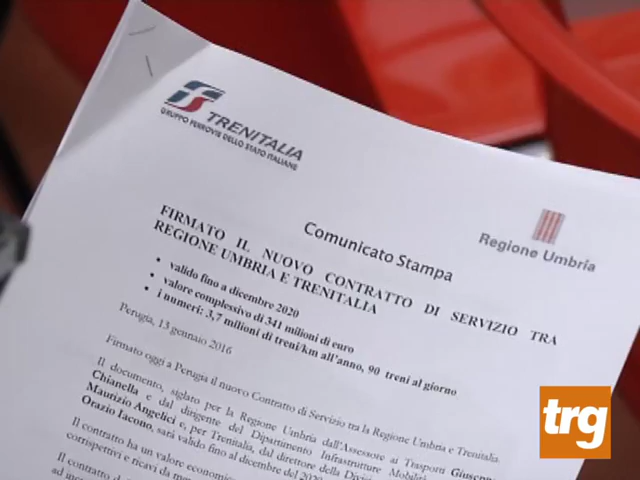 TRENITALIA
GRUPPO FERROVIE DELLO STATO ITALIANE
Regione Umbria
Comunicato Stampa
FIRMATO IL NUOVO CONTRATTO DI SERVIZIO TRA
REGIONE UMBRIA E TRENITALIA
• valido fino a dicembre 2020
• valore complessivo di 341 milioni di euro
• i numeri: 3,7 milioni di treni/km all'anno, 90 treni al giorno
Perugia, 13 gennaio 2016
Firmato oggi a Perugia il nuovo Contratto di Servizio tra la Regione Umbria e Trenitalia.
Il documento, siglato per la Regione Umbria dall'Assessore ai Trasporti
Chianella e dal dirigente del Dipartimento Infrastrutture
Maurizio Angelici e, per Trenitalia, dal direttore della
Orazio Iacono, sarà valido fino al dicembre del
Il contratto ha un valore
corrispettivi e ricavi da
Il contratto
trg